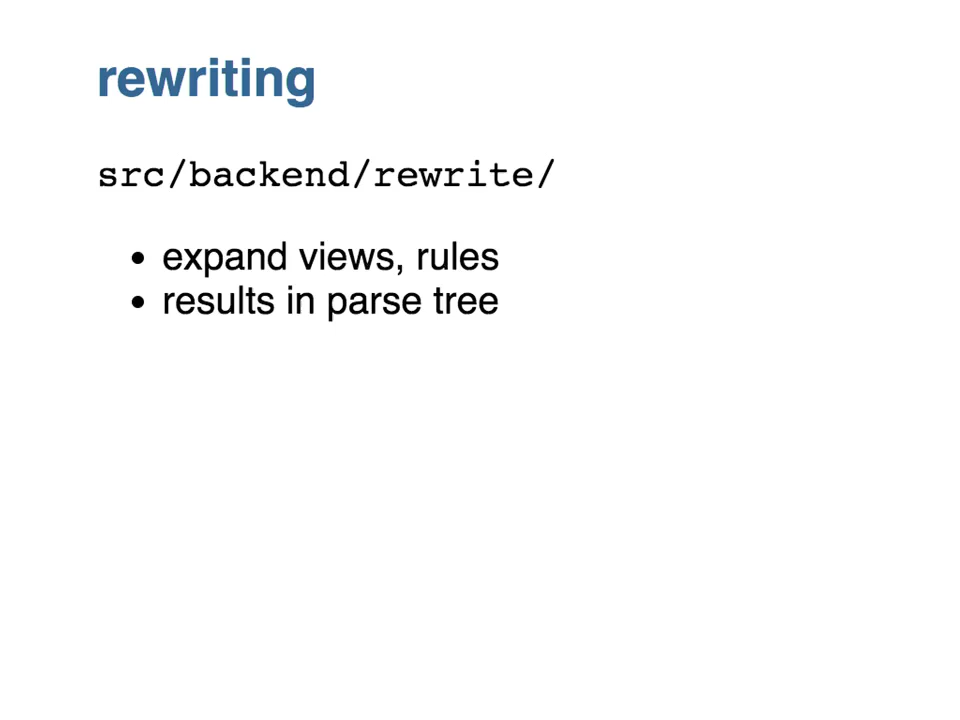 rewriting
src/backend/rewrite/
• expand views, rules
• results in parse tree